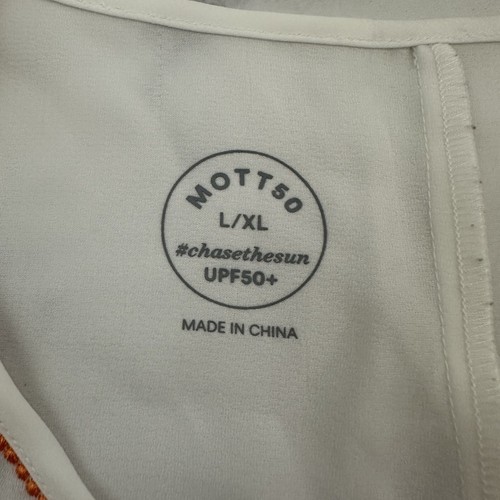 MOTT50
L/XL
#chasethesun
UPF50+
MADE IN CHINA